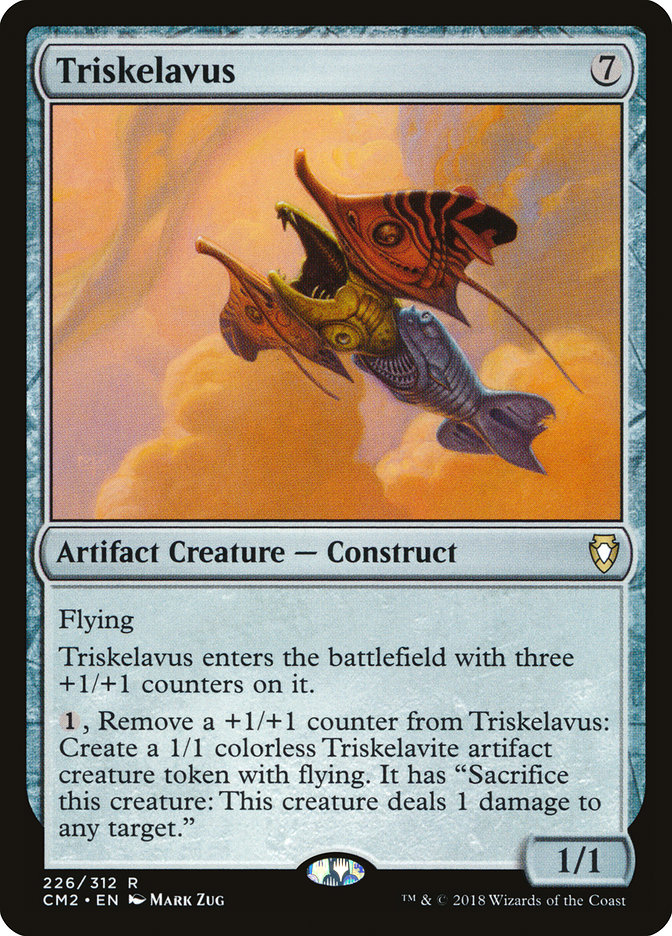 Triskelavus 7
Artifact Creature — Construct
Flying
Triskelavus enters the battlefield with three
+1/+1 counters on it.
1, Remove a +1/+1 counter from Triskelavus:
Create a 1/1 colorless Triskelavite artifact
creature token with flying. It has “Sacrifice
this creature: This creature deals 1 damage to
any target.”
1/1
226/312 R
CM2 • EN Mark Zug
™ & © 2018 Wizards of the Coast